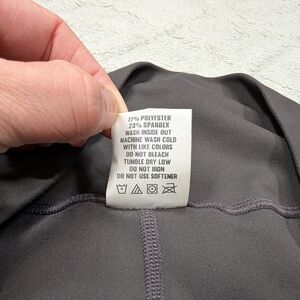 77% POLYESTER
23% SPANDEX
WASH INSIDE OUT
MACHINE WASH COLD
WITH LIKE COLORS
DO NOT BLEACH
TUMBLE DRY LOW
DO NOT IRON
DO NOT USE SOFTENER